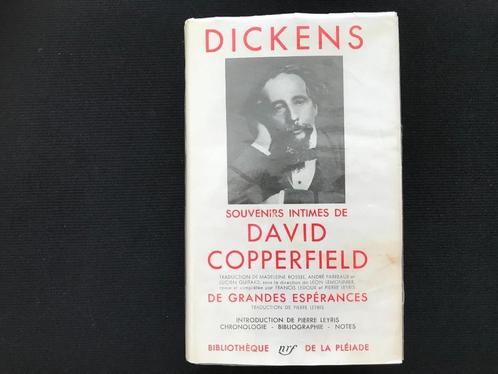 DICKENS
SOUVENIRS INTIMES DE
DAVID
COPPERFIELD
TRADUCTION DE MADELEINE ROSSEL, ANDRÉ PARREAUX et
LUCIEN GUITARD, sous la direction de LÉON LEMONNIER,
revue et complétée par FRANCIS LEDOUX et PIERRE LEYRIS
DE GRANDES ESPÉRANCES
TRADUCTION DE PIERRE LEYRIS
INTRODUCTION DE PIERRE LEYRIS
CHRONOLOGIE - BIBLIOGRAPHIE - NOTES
BIBLIOTHÈQUE nrf DE LA PLÉIADE